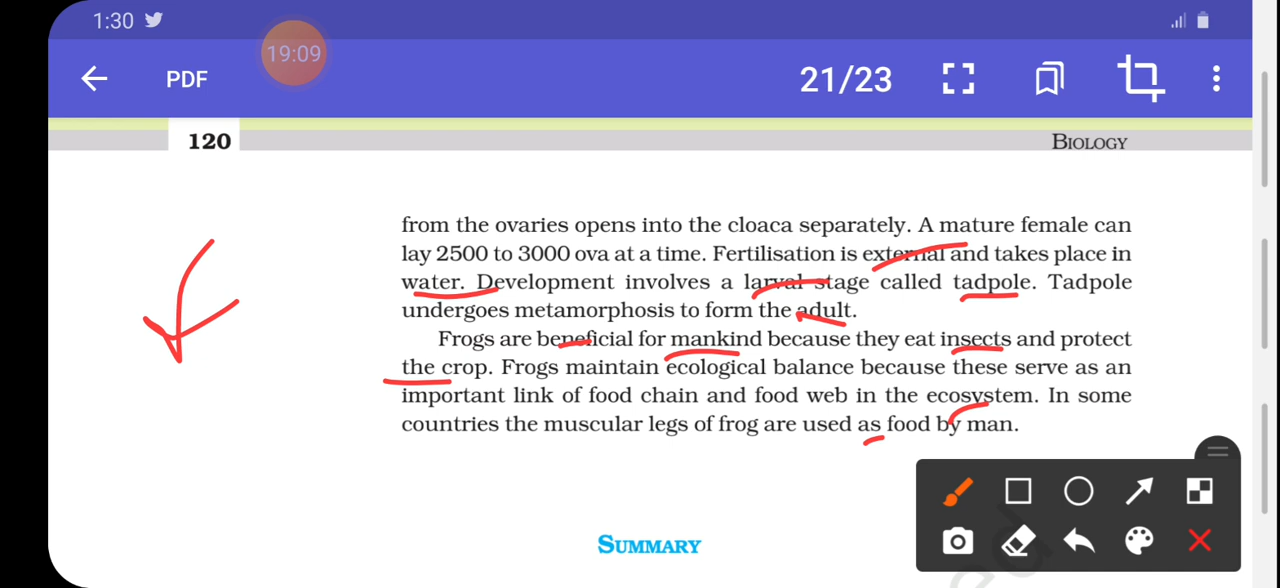 1:30
19:09
PDF
21/23
120
BIOLOGY
from the ovaries opens into the cloaca separately. A mature female can
lay 2500 to 3000 ova at a time. Fertilisation is external and takes place in
water. Development involves a larval stage called tadpole. Tadpole
undergoes metamorphosis to form the adult.
Frogs are beneficial for mankind because they eat insects and protect
the crop. Frogs maintain ecological balance because these serve as an
important link of food chain and food web in the ecosystem. In some
countries the muscular legs of frog are used as food by man.
SUMMARY